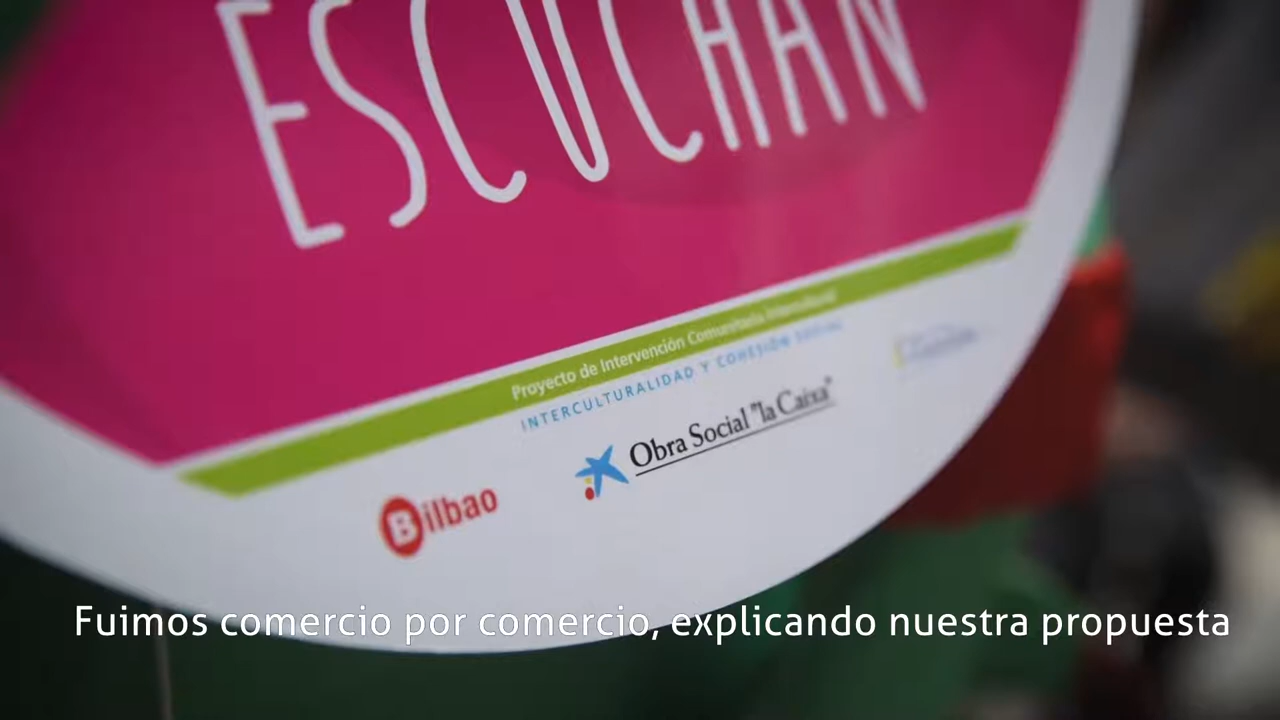 ESCUCHAN
Proyecto de Intervención Comunitaria Intercultural
INTERCULTURALIDAD Y COHESIÓN SOCIAL
Obra Social "la Caixa"
Bilbao
Fuimos comercio por comercio, explicando nuestra propuesta